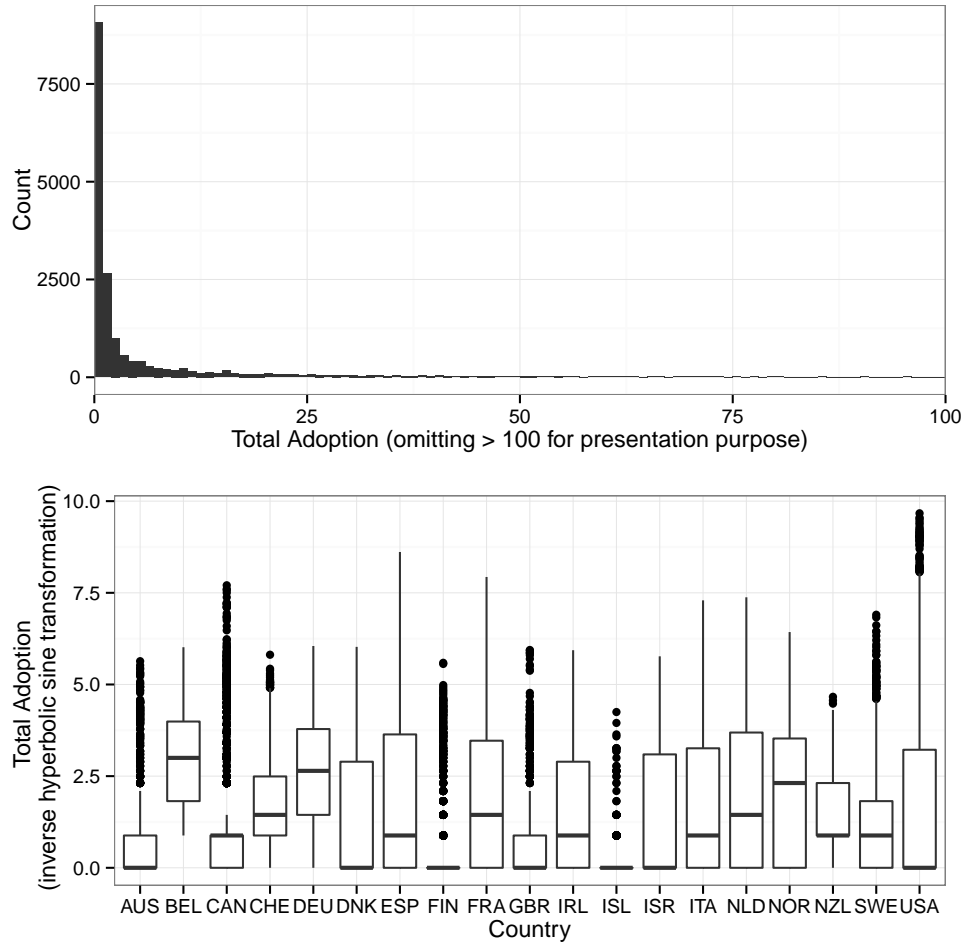 7500
5000
2500
0
Count
0 25 50 75 100
Total Adoption (omitting > 100 for presentation purpose)
10.0
7.5
5.0
2.5
0.0
Total Adoption
(inverse hyperbolic sine transformation)
AUS BEL CAN CHE DEU DNK ESP FIN FRA GBR IRL ISL ISR ITA NLD NOR NZL SWE USA
Country